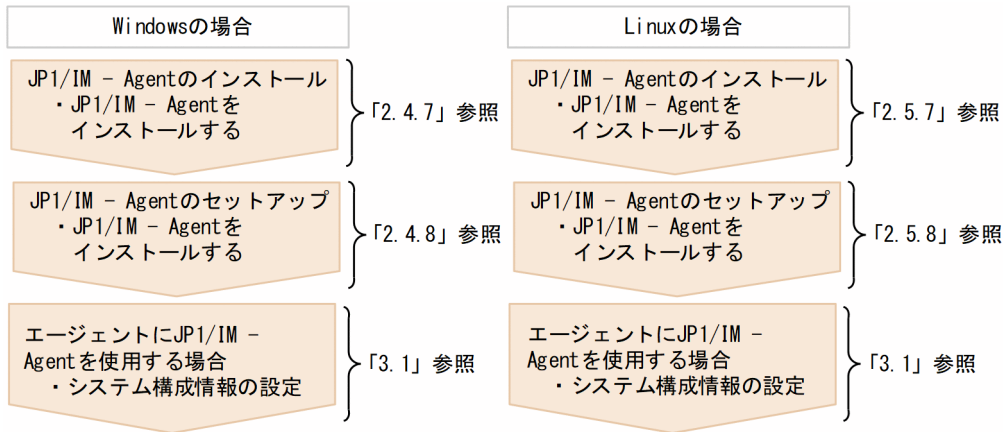 Windowsの場合
JP1/IM - Agentのインストール
・JP1/IM - Agentを
インストールする
「2.4.7」参照
JP1/IM - Agentのセットアップ
・JP1/IM - Agentを
インストールする
「2.4.8」参照
エージェントにJP1/IM -
Agentを使用する場合
・システム構成情報の設定
「3.1」参照
Linuxの場合
JP1/IM - Agentのインストール
・JP1/IM - Agentを
インストールする
「2.5.7」参照
JP1/IM - Agentのセットアップ
・JP1/IM - Agentを
インストールする
「2.5.8」参照
エージェントにJP1/IM -
Agentを使用する場合
・システム構成情報の設定
「3.1」参照